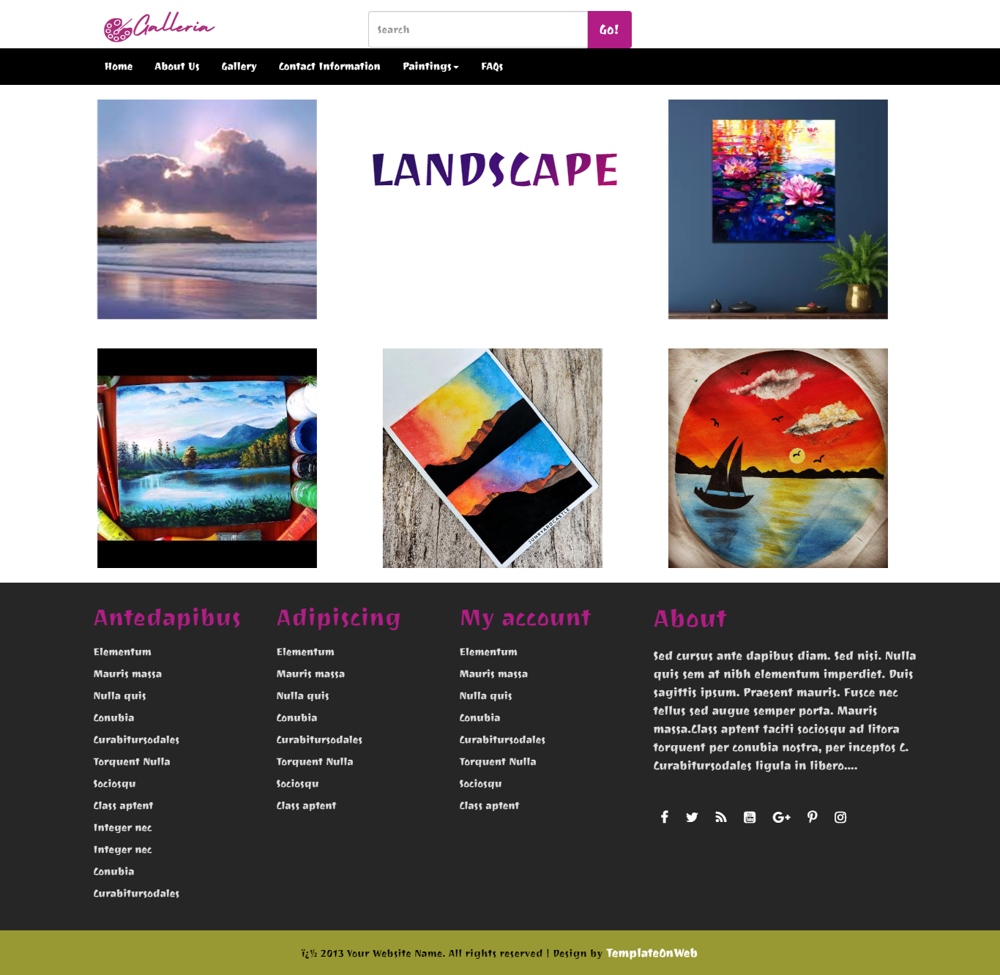 Galleria
Search
Go!
Home
About Us
Gallery
Contact Information
Paintings
FAQs
LANDSCAPE
JUNKYARDCASTLE
Antedapibus
Elementum
Mauris massa
Nulla quis
Conubia
Curabitursodales
Torquent Nulla
Sociosqu
Class aptent
Integer nec
Integer nec
Conubia
Curabitursodales
Adipiscing
Elementum
Mauris massa
Nulla quis
Conubia
Curabitursodales
Torquent Nulla
Sociosqu
Class aptent
My account
Elementum
Mauris massa
Nulla quis
Conubia
Curabitursodales
Torquent Nulla
Sociosqu
Class aptent
About
Sed cursus ante dapibus diam. Sed nisi. Nulla
quis sem at nibh elementum imperdiet. Duis
sagittis ipsum. Praesent mauris. Fusce nec
tellus sed augue semper porta. Mauris
massa.Class aptent taciti sociosqu ad litora
torquent per conubia nostra, per inceptos C.
Curabitursodales ligula in libero....
ï¿½ 2013 Your Website Name. All rights reserved | Design by TemplateOnWeb